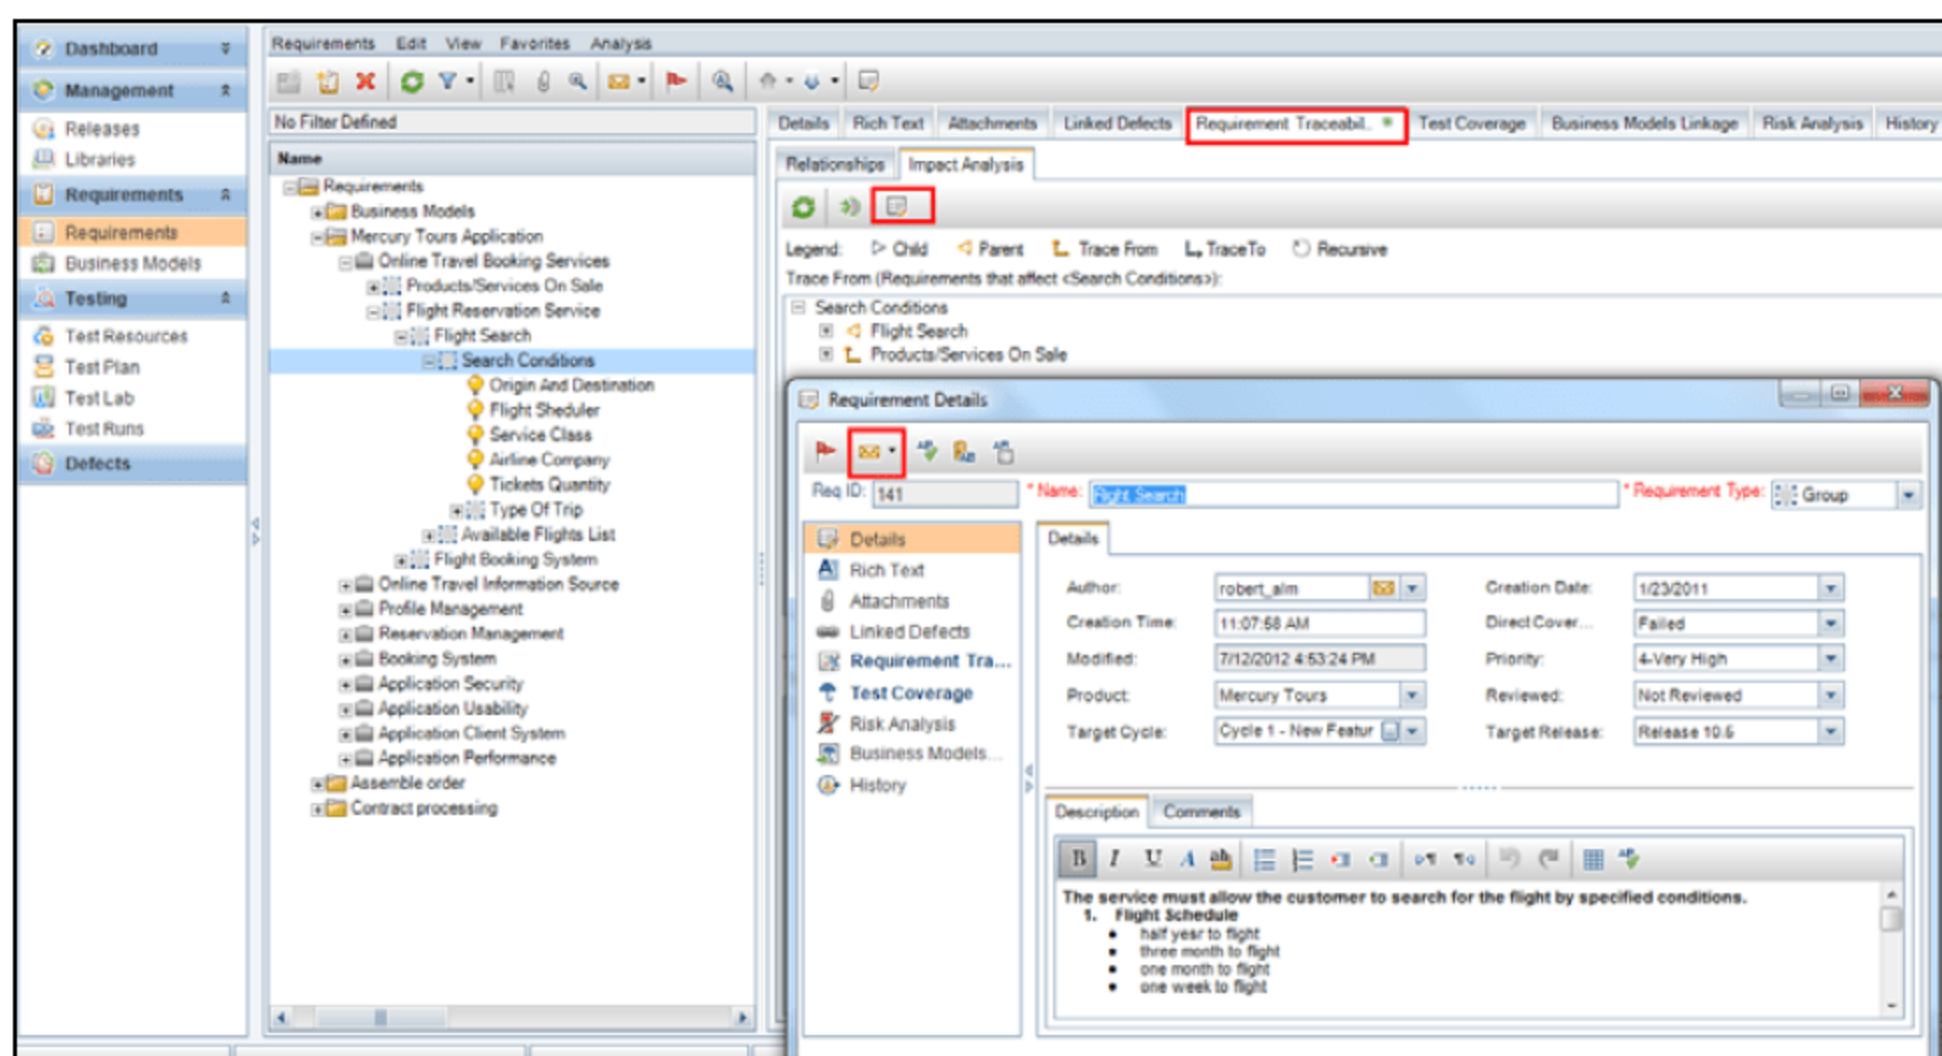 Dashboard
Management
Releases
Libraries
Requirements
Requirements
Business Models
Testing
Test Resources
Test Plan
Test Lab
Test Runs
Defects
Requirements Edit View Favorites Analysis
No Filter Defined
Name
Requirements
Business Models
Mercury Tours Application
Online Travel Booking Services
Products/Services On Sale
Flight Reservation Service
Flight Search
Search Conditions
Origin And Destination
Flight Sheduler
Service Class
Airline Company
Tickets Quantity
Type Of Trip
Available Flights List
Flight Booking System
Online Travel Information Source
Profile Management
Reservation Management
Booking System
Application Security
Application Usability
Application Client System
Application Performance
Assemble order
Contract processing
Details Rich Text Attachments Linked Defects Requirement Traceabil.. * Test Coverage Business Models Linkage Risk Analysis History
Relationships Impact Analysis
Legend: Child Parent Trace From TraceTo Recursive
Trace From (Requirements that affect <Search Conditions>):
Search Conditions
Flight Search
Products/Services On Sale
Requirement Details
Req ID: 141 * Name: Flight Search * Requirement Type: Group
Details
Rich Text
Attachments
Linked Defects
Requirement Tra...
Test Coverage
Risk Analysis
Business Models...
History
Details
Author: robert_alm Creation Date: 1/23/2011
Creation Time: 11:07:58 AM Direct Cover... Failed
Modified: 7/12/2012 4:53:24 PM Priority: 4-Very High
Product: Mercury Tours Reviewed: Not Reviewed
Target Cycle: Cycle 1 - New Featur Target Release: Release 10.5
Description Comments
B I U A ab
The service must allow the customer to search for the flight by specified conditions.
1. Flight Schedule
• half year to flight
• three month to flight
• one month to flight
• one week to flight